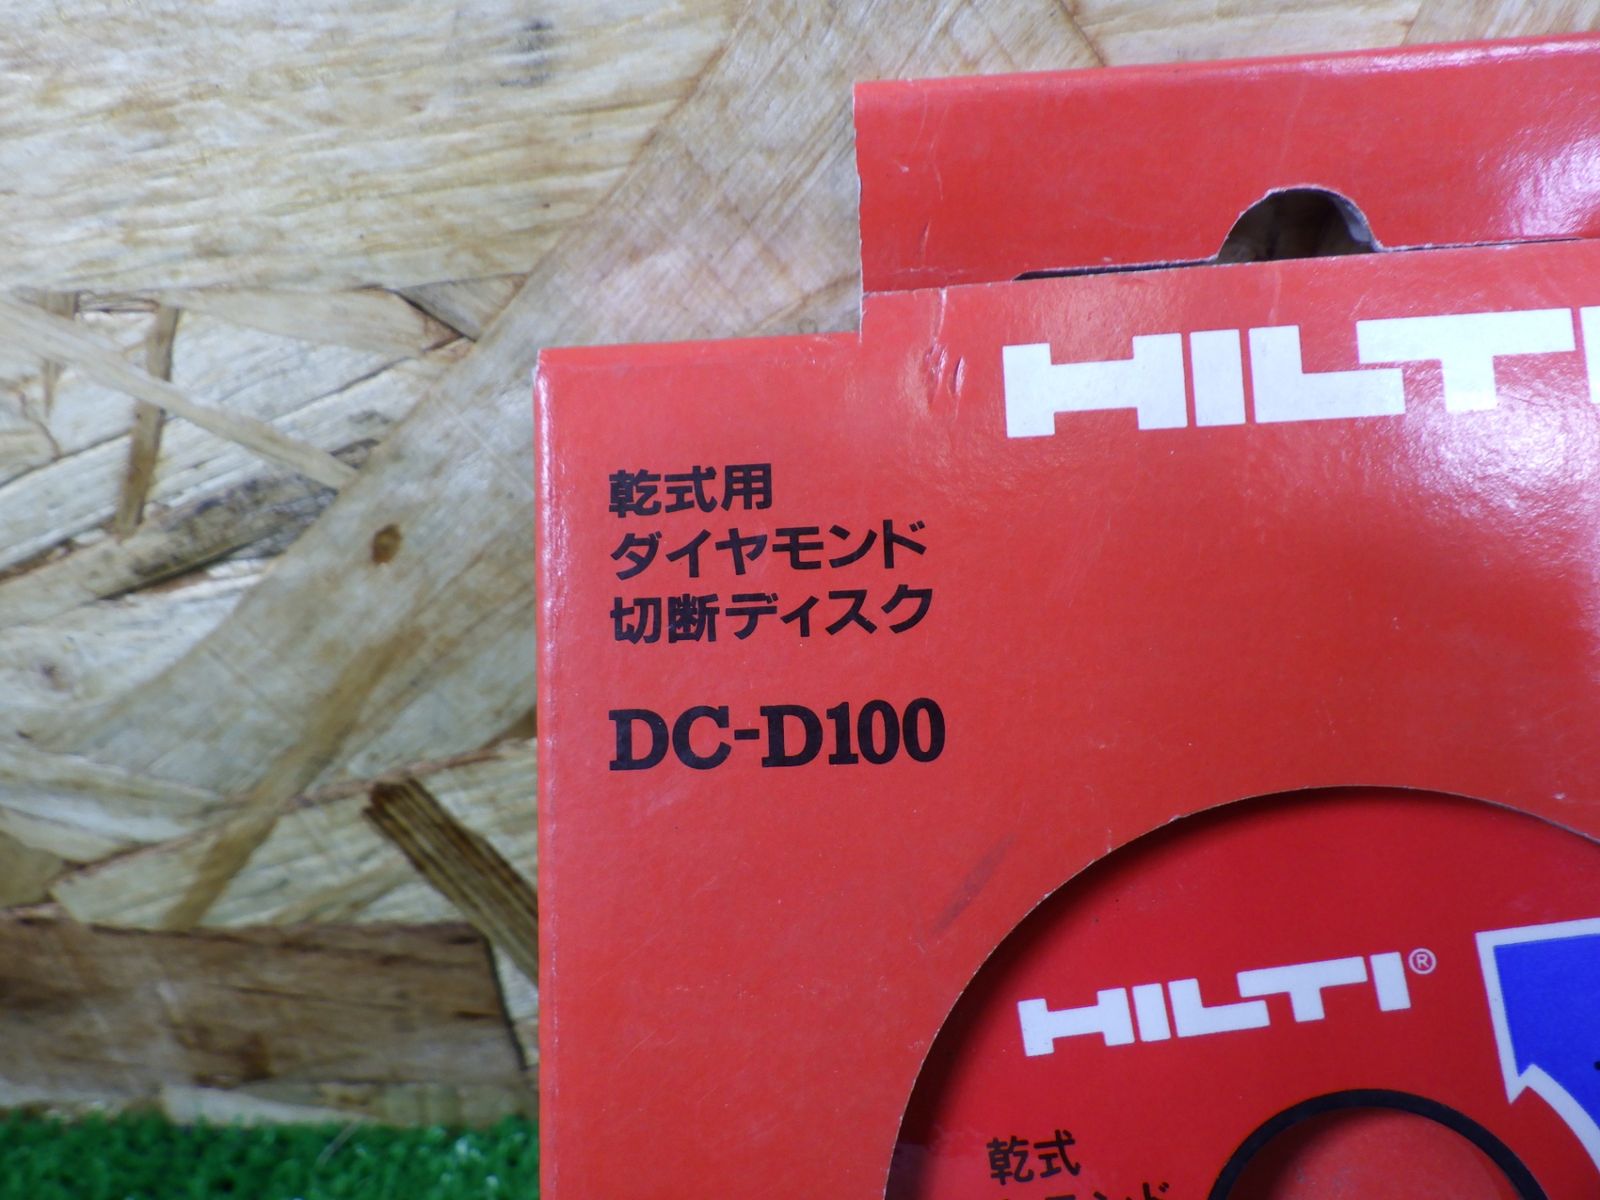 HILTI
乾式用
ダイヤモンド
切断ディスク
DC-D100
HILTI®
乾式